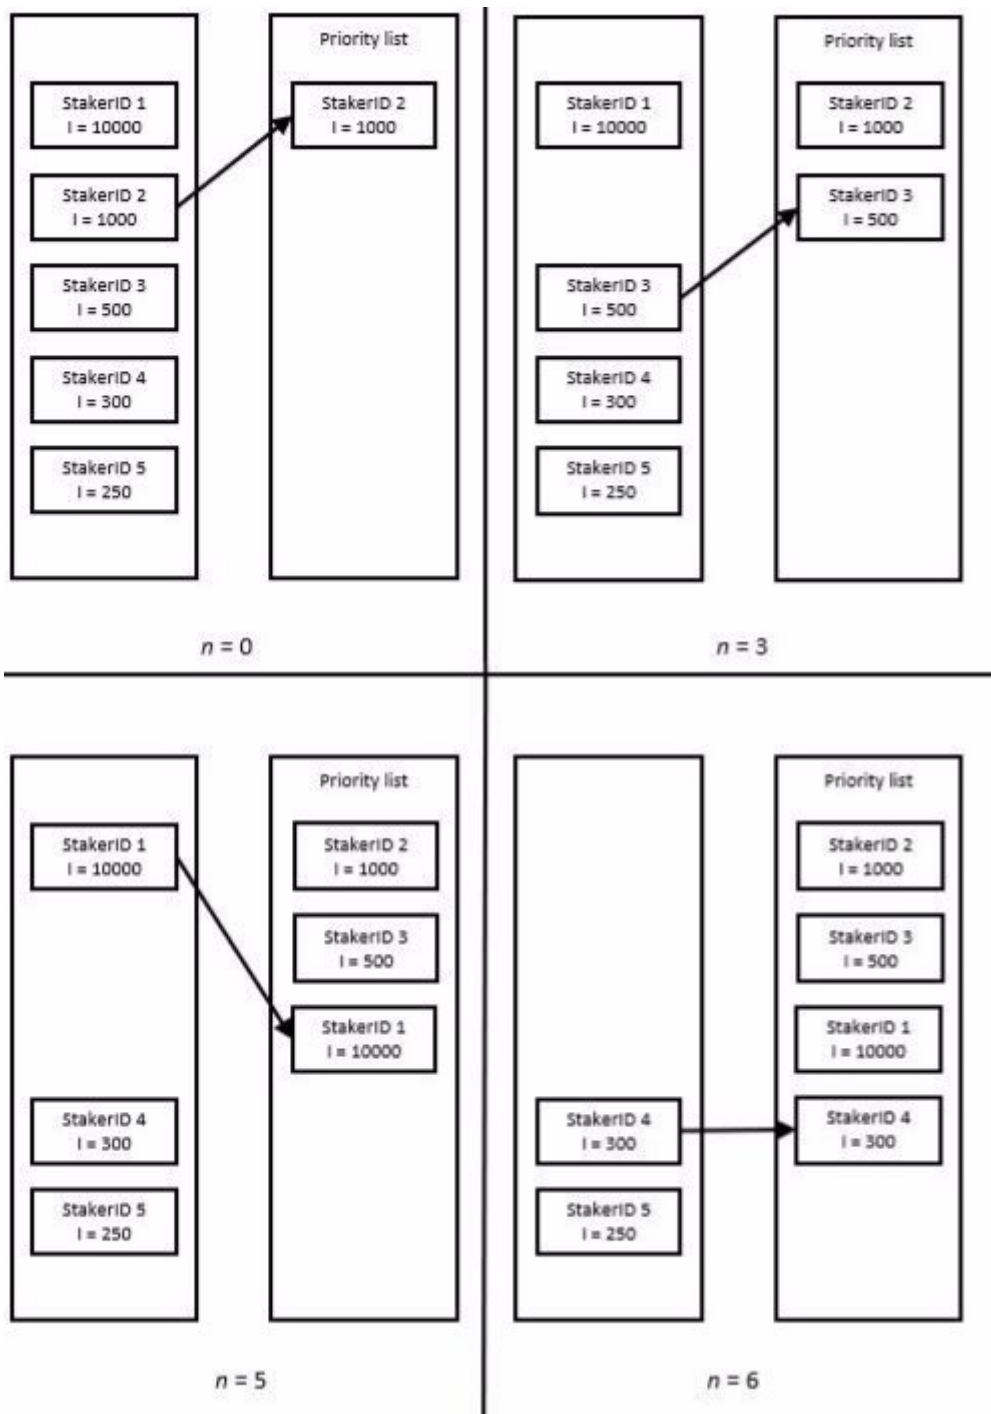 Priority list
StakerID 1
I = 10000
StakerID 2
I = 1000
StakerID 3
I = 500
StakerID 4
I = 300
StakerID 5
I = 250
StakerID 2
I = 1000
n = 0
Priority list
StakerID 1
I = 10000
StakerID 3
I = 500
StakerID 4
I = 300
StakerID 5
I = 250
StakerID 2
I = 1000
StakerID 3
I = 500
n = 3
Priority list
StakerID 1
I = 10000
StakerID 4
I = 300
StakerID 5
I = 250
StakerID 2
I = 1000
StakerID 3
I = 500
StakerID 1
I = 10000
n = 5
Priority list
StakerID 4
I = 300
StakerID 5
I = 250
StakerID 2
I = 1000
StakerID 3
I = 500
StakerID 1
I = 10000
StakerID 4
I = 300
n = 6